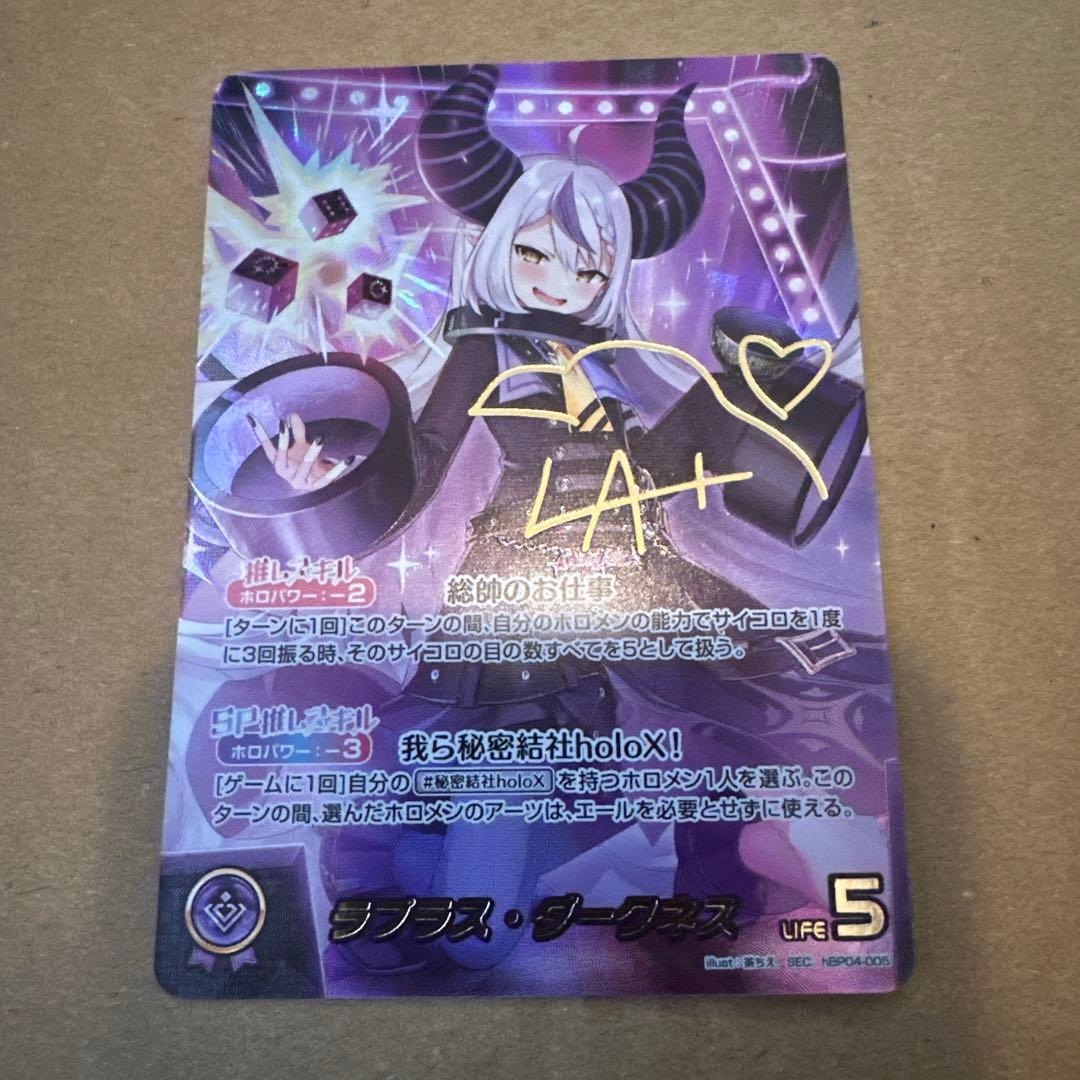 LA+
推しスキル
ホロパワー:-2
総帥のお仕事
[ターンに1回]このターンの間、自分のホロメンの能力でサイコロを1度
に3回振る時、そのサイコロの目の数すべてを5として扱う。
SP推しスキル
ホロパワー:-3
我ら秘密結社holoX!
[ゲームに1回]自分の #秘密結社holoX を持つホロメン1人を選ぶ。この
ターンの間、選んだホロメンのアーツは、エールを必要とせずに使える。
ラプラス・ダークネス
LIFE 5
illust:茶ちえ SEC hBP04-005